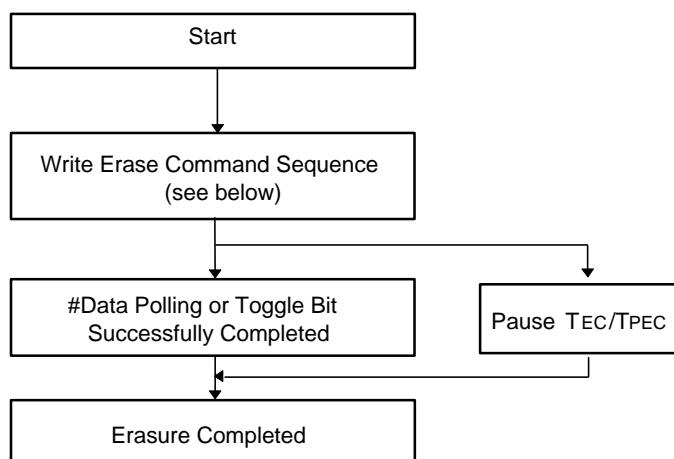 Start
Write Erase Command Sequence
(see below)
#Data Polling or Toggle Bit
Successfully Completed
Pause TEC/TPEC
Erasure Completed